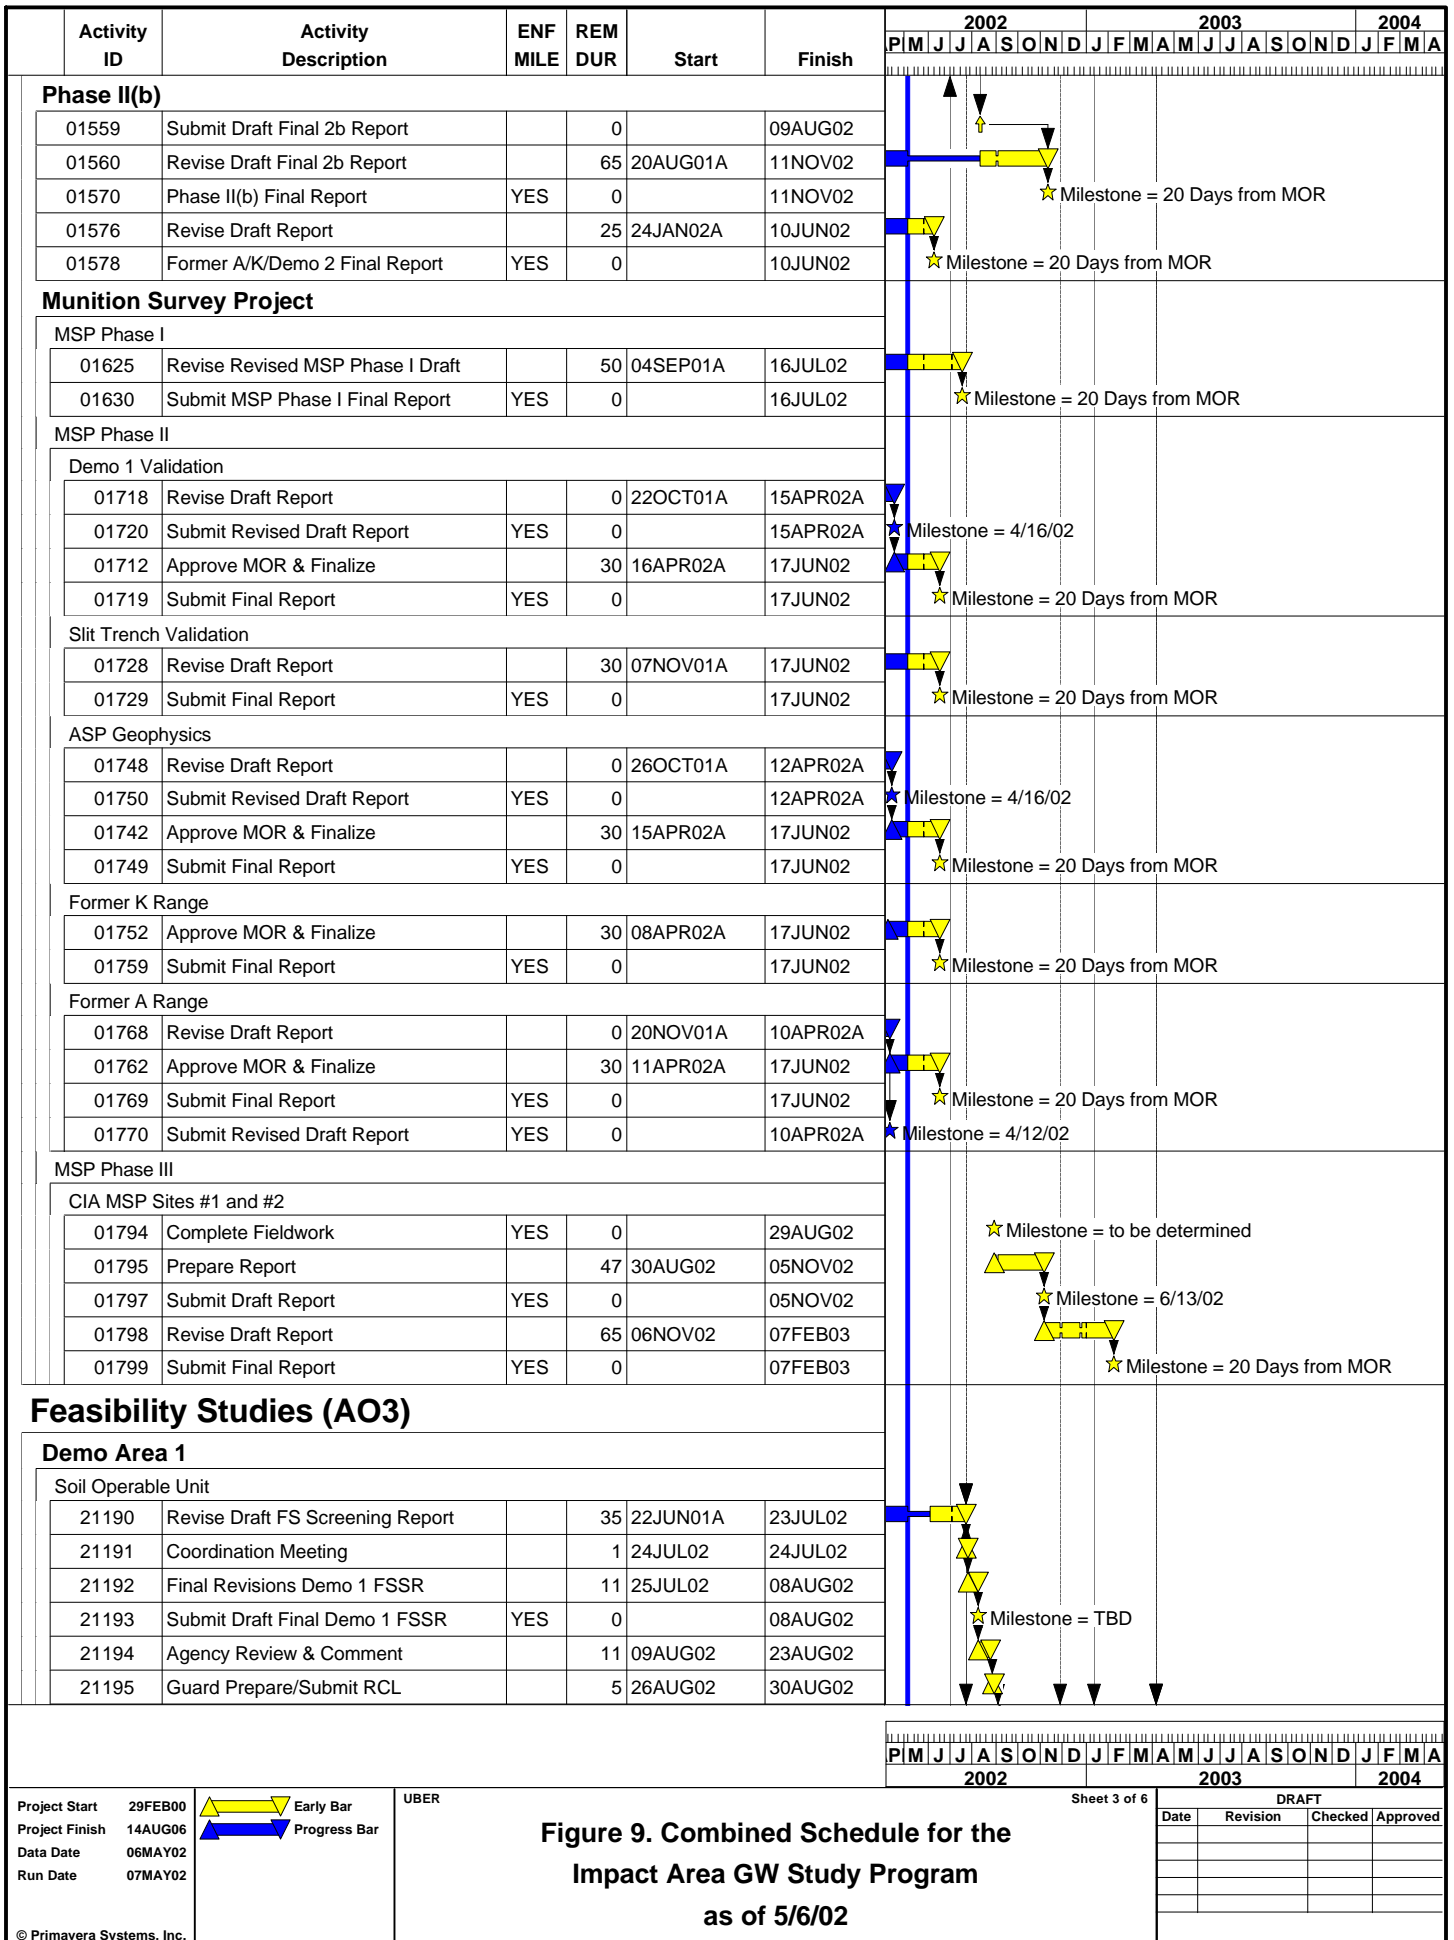 Activity ID Activity Description ENF MILE REM DUR Start Finish
2002 2003 2004
P M J J A S O N D J F M A M J J A S O N D J F M A
Phase II(b)
01559 Submit Draft Final 2b Report 0 09AUG02
01560 Revise Draft Final 2b Report 65 20AUG01A 11NOV02
01570 Phase II(b) Final Report YES 0 11NOV02 Milestone = 20 Days from MOR
01576 Revise Draft Report 25 24JAN02A 10JUN02
01578 Former A/K/Demo 2 Final Report YES 0 10JUN02 Milestone = 20 Days from MOR
Munition Survey Project
MSP Phase I
01625 Revise Revised MSP Phase I Draft 50 04SEP01A 16JUL02
01630 Submit MSP Phase I Final Report YES 0 16JUL02 Milestone = 20 Days from MOR
MSP Phase II
Demo 1 Validation
01718 Revise Draft Report 0 22OCT01A 15APR02A
01720 Submit Revised Draft Report YES 0 15APR02A Milestone = 4/16/02
01712 Approve MOR & Finalize 30 16APR02A 17JUN02
01719 Submit Final Report YES 0 17JUN02 Milestone = 20 Days from MOR
Slit Trench Validation
01728 Revise Draft Report 30 07NOV01A 17JUN02
01729 Submit Final Report YES 0 17JUN02 Milestone = 20 Days from MOR
ASP Geophysics
01748 Revise Draft Report 0 26OCT01A 12APR02A
01750 Submit Revised Draft Report YES 0 12APR02A Milestone = 4/16/02
01742 Approve MOR & Finalize 30 15APR02A 17JUN02
01749 Submit Final Report YES 0 17JUN02 Milestone = 20 Days from MOR
Former K Range
01752 Approve MOR & Finalize 30 08APR02A 17JUN02
01759 Submit Final Report YES 0 17JUN02 Milestone = 20 Days from MOR
Former A Range
01768 Revise Draft Report 0 20NOV01A 10APR02A
01762 Approve MOR & Finalize 30 11APR02A 17JUN02
01769 Submit Final Report YES 0 17JUN02 Milestone = 20 Days from MOR
01770 Submit Revised Draft Report YES 0 10APR02A Milestone = 4/12/02
MSP Phase III
CIA MSP Sites #1 and #2
01794 Complete Fieldwork YES 0 29AUG02 Milestone = to be determined
01795 Prepare Report 47 30AUG02 05NOV02
01797 Submit Draft Report YES 0 05NOV02 Milestone = 6/13/02
01798 Revise Draft Report 65 06NOV02 07FEB03
01799 Submit Final Report YES 0 07FEB03 Milestone = 20 Days from MOR
Feasibility Studies (AO3)
Demo Area 1
Soil Operable Unit
21190 Revise Draft FS Screening Report 35 22JUN01A 23JUL02
21191 Coordination Meeting 1 24JUL02 24JUL02
21192 Final Revisions Demo 1 FSSR 11 25JUL02 08AUG02
21193 Submit Draft Final Demo 1 FSSR YES 0 08AUG02 Milestone = TBD
21194 Agency Review & Comment 11 09AUG02 23AUG02
21195 Guard Prepare/Submit RCL 5 26AUG02 30AUG02
P M J J A S O N D J F M A M J J A S O N D J F M A
2002 2003 2004
Project Start 29FEB00
Project Finish 14AUG06
Data Date 06MAY02
Run Date 07MAY02
© Primavera Systems, Inc.
Early Bar
Progress Bar
UBER
Sheet 3 of 6
Figure 9. Combined Schedule for the
Impact Area GW Study Program
as of 5/6/02
DRAFT
Date Revision Checked Approved